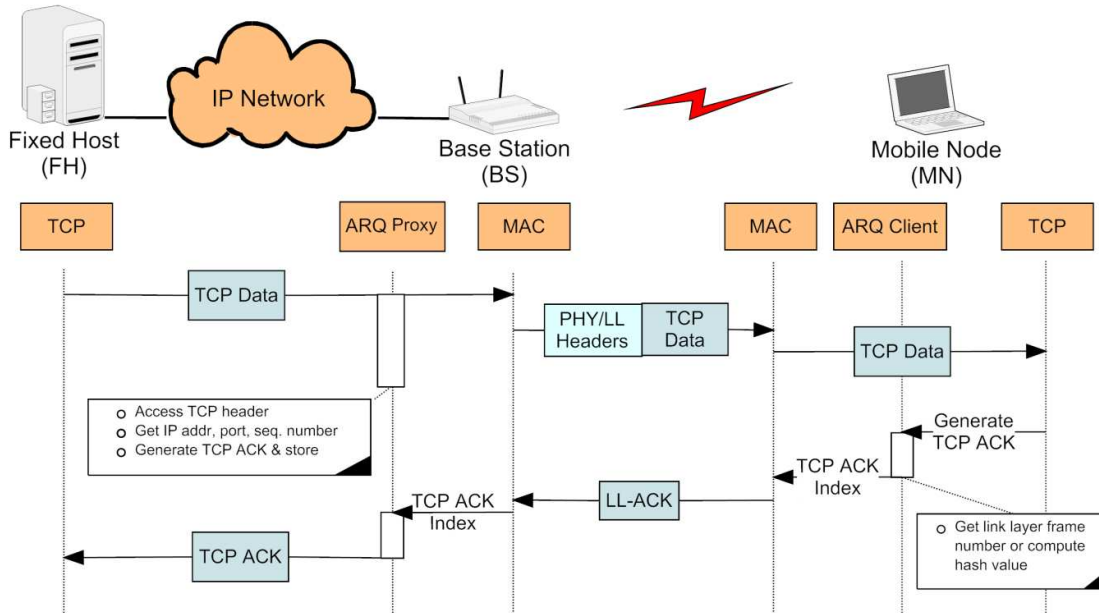 IP Network
Fixed Host
(FH)
Base Station
(BS)
Mobile Node
(MN)
TCP
ARQ Proxy
MAC
MAC
ARQ Client
TCP
TCP Data
PHY/LL
Headers
TCP
Data
TCP Data
Access TCP header
Get IP addr, port, seq. number
Generate TCP ACK & store
Generate
TCP ACK
TCP ACK
Index
LL-ACK
TCP ACK
Index
TCP ACK
Get link layer frame
number or compute
hash value